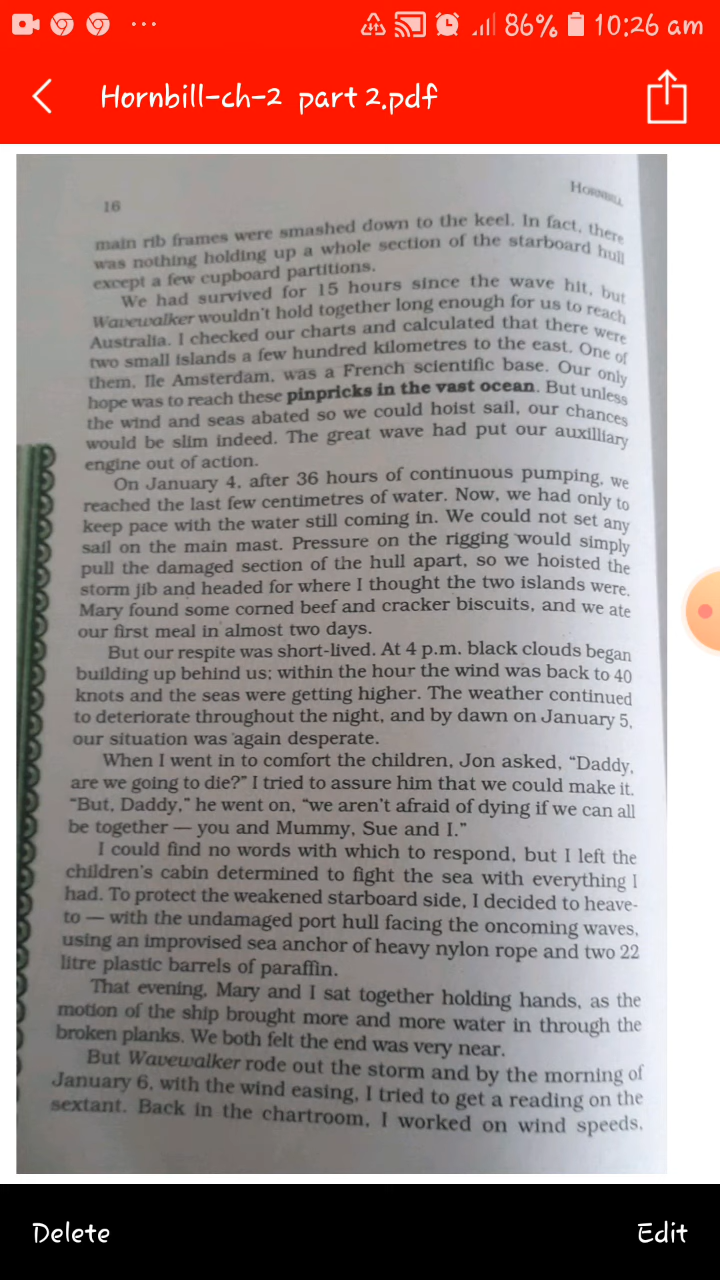 86% 10:26 am
Hornbill-ch-2 part 2.pdf
16
HORNBILL
main rib frames were smashed down to the keel. In fact, there
was nothing holding up a whole section of the starboard hull
except a few cupboard partitions.
We had survived for 15 hours since the wave hit, but
Wavewalker wouldn't hold together long enough for us to reach
Australia. I checked our charts and calculated that there were
two small islands a few hundred kilometres to the east. One of
them, Ile Amsterdam, was a French scientific base. Our only
hope was to reach these pinpricks in the vast ocean. But unless
the wind and seas abated so we could hoist sail, our chances
would be slim indeed. The great wave had put our auxilliary
engine out of action.
On January 4, after 36 hours of continuous pumping, we
reached the last few centimetres of water. Now, we had only to
keep pace with the water still coming in. We could not set any
sail on the main mast. Pressure on the rigging would simply
pull the damaged section of the hull apart, so we hoisted the
storm jib and headed for where I thought the two islands were.
Mary found some corned beef and cracker biscuits, and we ate
our first meal in almost two days.
But our respite was short-lived. At 4 p.m. black clouds began
building up behind us; within the hour the wind was back to 40
knots and the seas were getting higher. The weather continued
to deteriorate throughout the night, and by dawn on January 5,
our situation was again desperate.
When I went in to comfort the children, Jon asked, "Daddy,
are we going to die?" I tried to assure him that we could make it.
"But, Daddy," he went on, "we aren't afraid of dying if we can all
be together — you and Mummy, Sue and I."
I could find no words with which to respond, but I left the
children's cabin determined to fight the sea with everything I
had. To protect the weakened starboard side, I decided to heave-
to — with the undamaged port hull facing the oncoming waves,
using an improvised sea anchor of heavy nylon rope and two 22
litre plastic barrels of paraffin.
That evening, Mary and I sat together holding hands, as the
motion of the ship brought more and more water in through the
broken planks. We both felt the end was very near.
But Wavewalker rode out the storm and by the morning of
January 6, with the wind easing, I tried to get a reading on the
sextant. Back in the chartroom, I worked on wind speeds,
Delete Edit